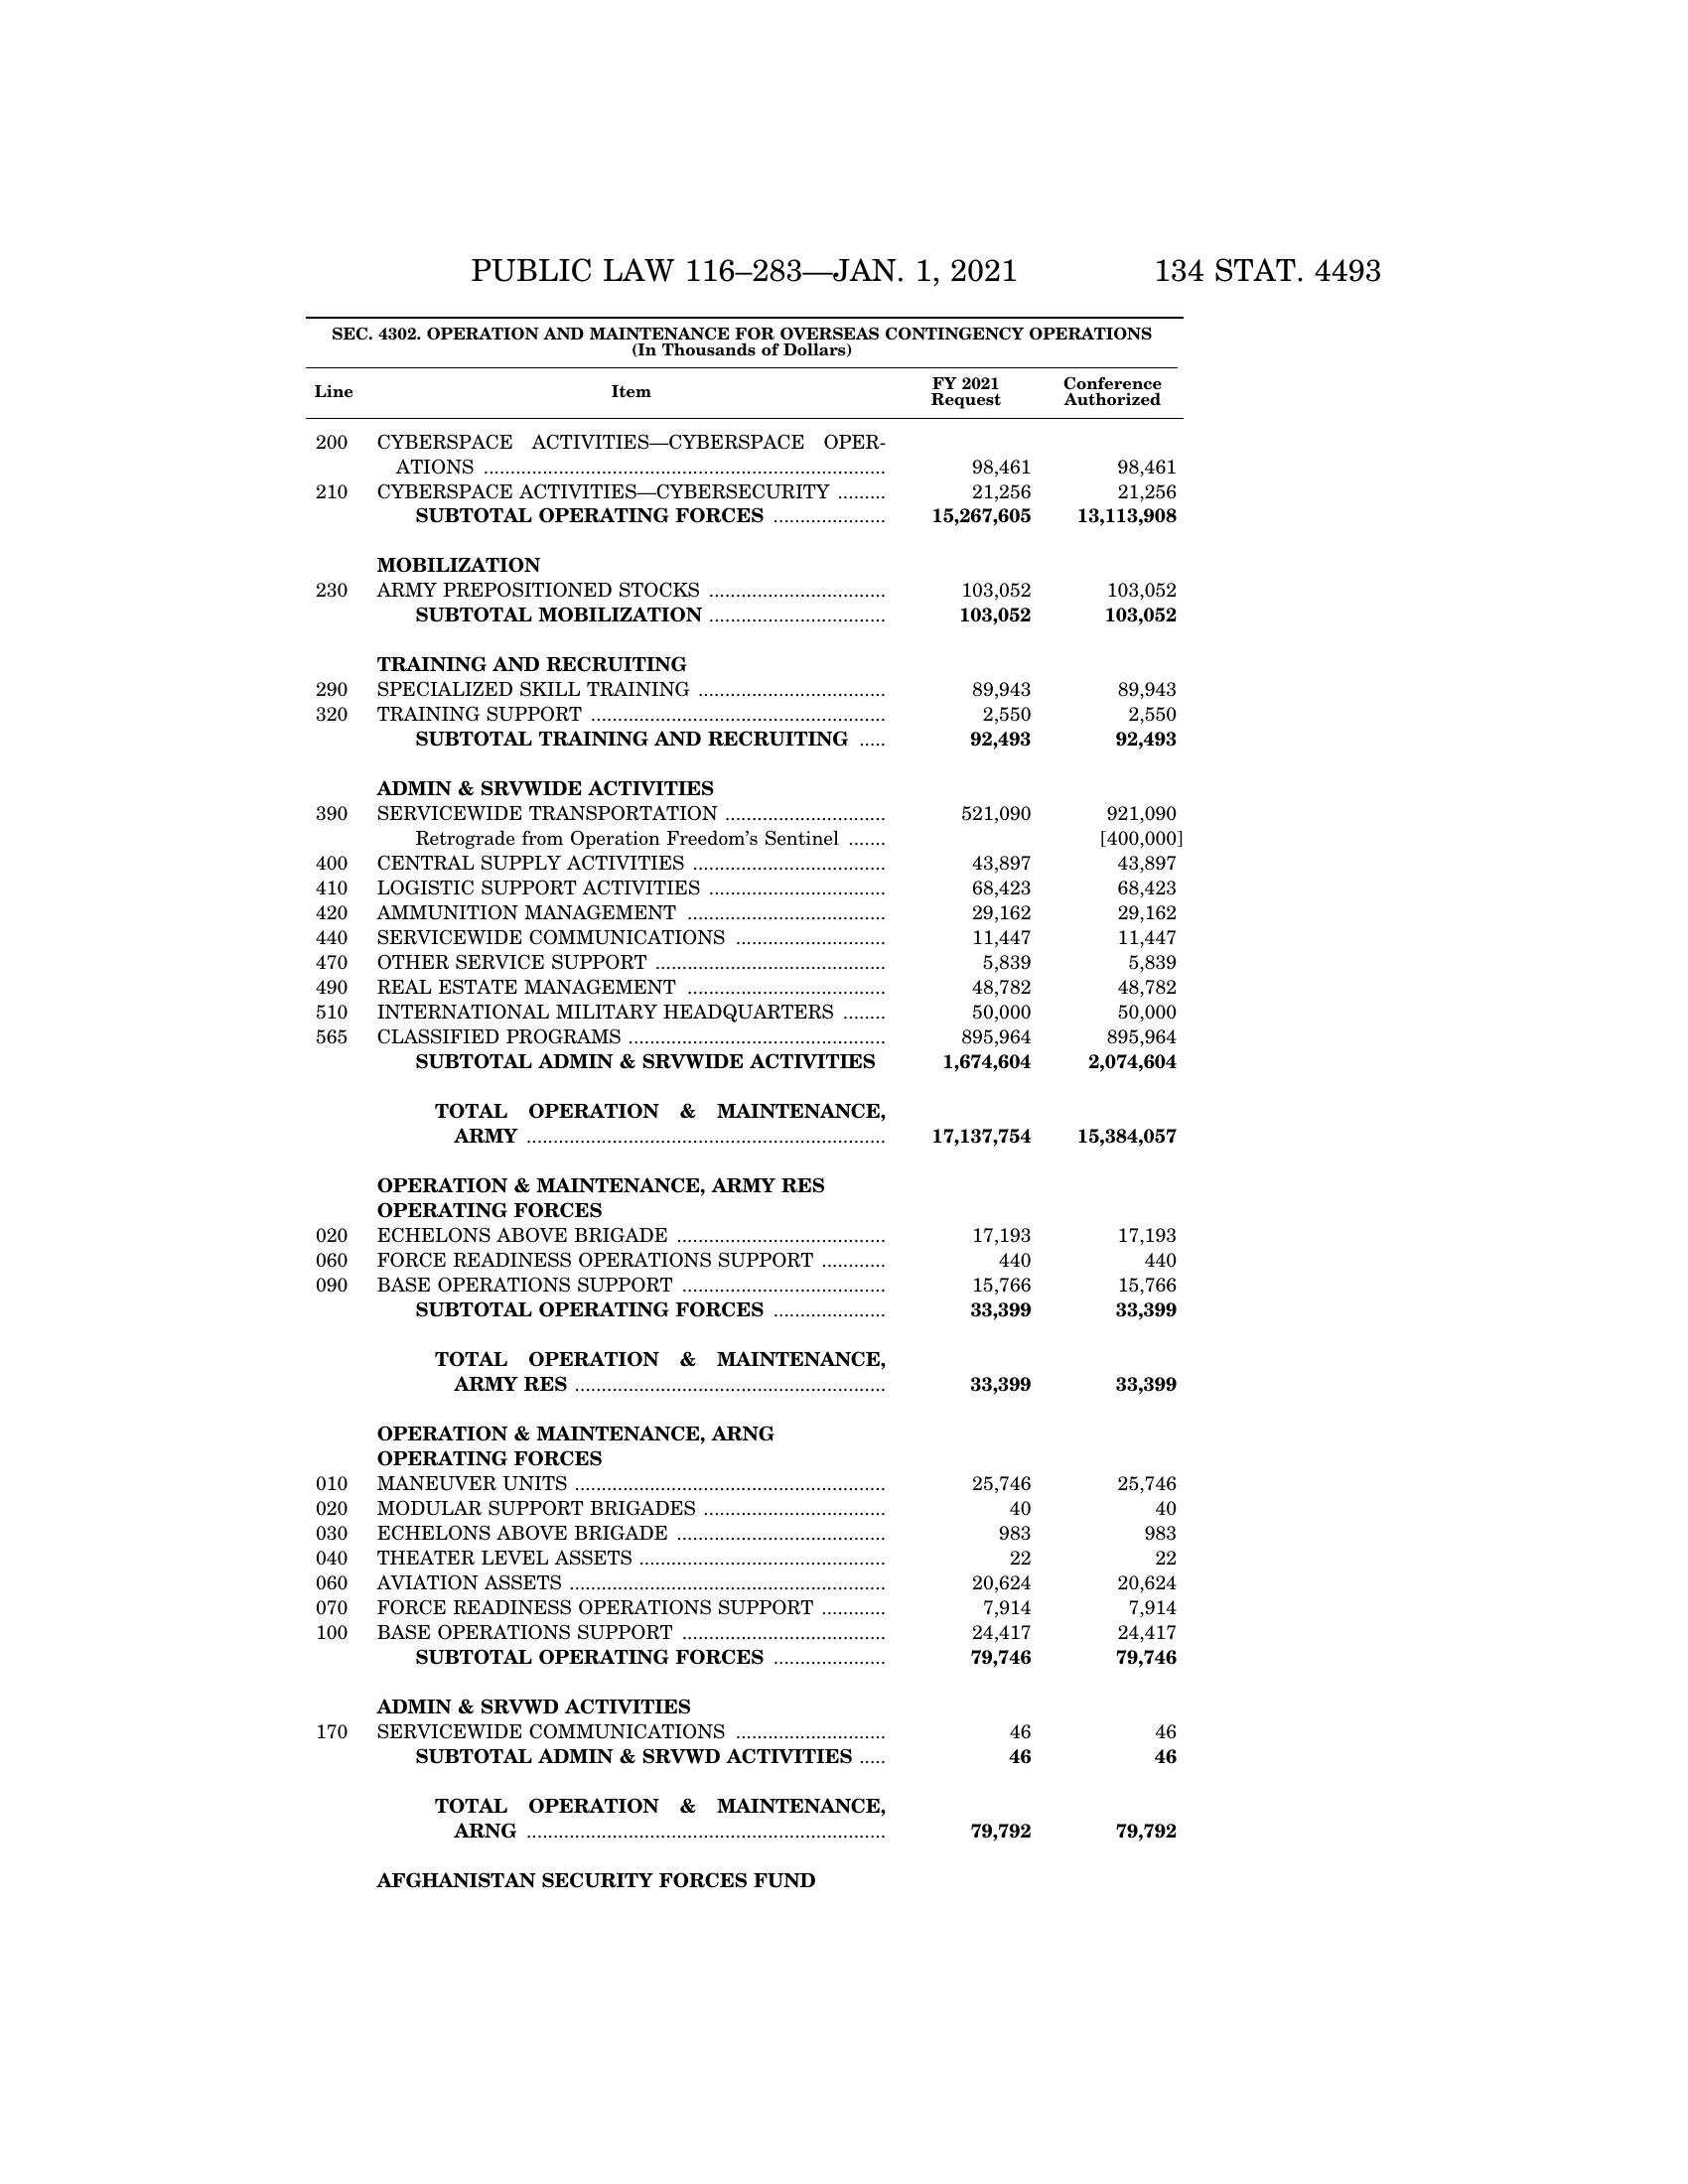 PUBLIC LAW 116–283—JAN. 1, 2021 134 STAT. 4493
SEC. 4302. OPERATION AND MAINTENANCE FOR OVERSEAS CONTINGENCY OPERATIONS
(In Thousands of Dollars)
Line Item FY 2021 Request Conference Authorized
200 CYBERSPACE ACTIVITIES—CYBERSPACE OPER-
ATIONS ............................................................................ 98,461 98,461
210 CYBERSPACE ACTIVITIES—CYBERSECURITY ......... 21,256 21,256
SUBTOTAL OPERATING FORCES ..................... 15,267,605 13,113,908
MOBILIZATION
230 ARMY PREPOSITIONED STOCKS ................................. 103,052 103,052
SUBTOTAL MOBILIZATION ................................. 103,052 103,052
TRAINING AND RECRUITING
290 SPECIALIZED SKILL TRAINING ................................... 89,943 89,943
320 TRAINING SUPPORT ....................................................... 2,550 2,550
SUBTOTAL TRAINING AND RECRUITING ..... 92,493 92,493
ADMIN & SRVWIDE ACTIVITIES
390 SERVICEWIDE TRANSPORTATION .............................. 521,090 921,090
Retrograde from Operation Freedom’s Sentinel ....... [400,000]
400 CENTRAL SUPPLY ACTIVITIES .................................... 43,897 43,897
410 LOGISTIC SUPPORT ACTIVITIES ................................. 68,423 68,423
420 AMMUNITION MANAGEMENT ..................................... 29,162 29,162
440 SERVICEWIDE COMMUNICATIONS ............................ 11,447 11,447
470 OTHER SERVICE SUPPORT ........................................... 5,839 5,839
490 REAL ESTATE MANAGEMENT ..................................... 48,782 48,782
510 INTERNATIONAL MILITARY HEADQUARTERS ........ 50,000 50,000
565 CLASSIFIED PROGRAMS ................................................ 895,964 895,964
SUBTOTAL ADMIN & SRVWIDE ACTIVITIES 1,674,604 2,074,604
TOTAL OPERATION & MAINTENANCE,
ARMY ................................................................... 17,137,754 15,384,057
OPERATION & MAINTENANCE, ARMY RES
OPERATING FORCES
020 ECHELONS ABOVE BRIGADE ....................................... 17,193 17,193
060 FORCE READINESS OPERATIONS SUPPORT ............ 440 440
090 BASE OPERATIONS SUPPORT ...................................... 15,766 15,766
SUBTOTAL OPERATING FORCES ..................... 33,399 33,399
TOTAL OPERATION & MAINTENANCE,
ARMY RES .......................................................... 33,399 33,399
OPERATION & MAINTENANCE, ARNG
OPERATING FORCES
010 MANEUVER UNITS .......................................................... 25,746 25,746
020 MODULAR SUPPORT BRIGADES .................................. 40 40
030 ECHELONS ABOVE BRIGADE ....................................... 983 983
040 THEATER LEVEL ASSETS .............................................. 22 22
060 AVIATION ASSETS ........................................................... 20,624 20,624
070 FORCE READINESS OPERATIONS SUPPORT ............ 7,914 7,914
100 BASE OPERATIONS SUPPORT ...................................... 24,417 24,417
SUBTOTAL OPERATING FORCES ..................... 79,746 79,746
ADMIN & SRVWD ACTIVITIES
170 SERVICEWIDE COMMUNICATIONS ............................ 46 46
SUBTOTAL ADMIN & SRVWD ACTIVITIES ..... 46 46
TOTAL OPERATION & MAINTENANCE,
ARNG ................................................................... 79,792 79,792
AFGHANISTAN SECURITY FORCES FUND